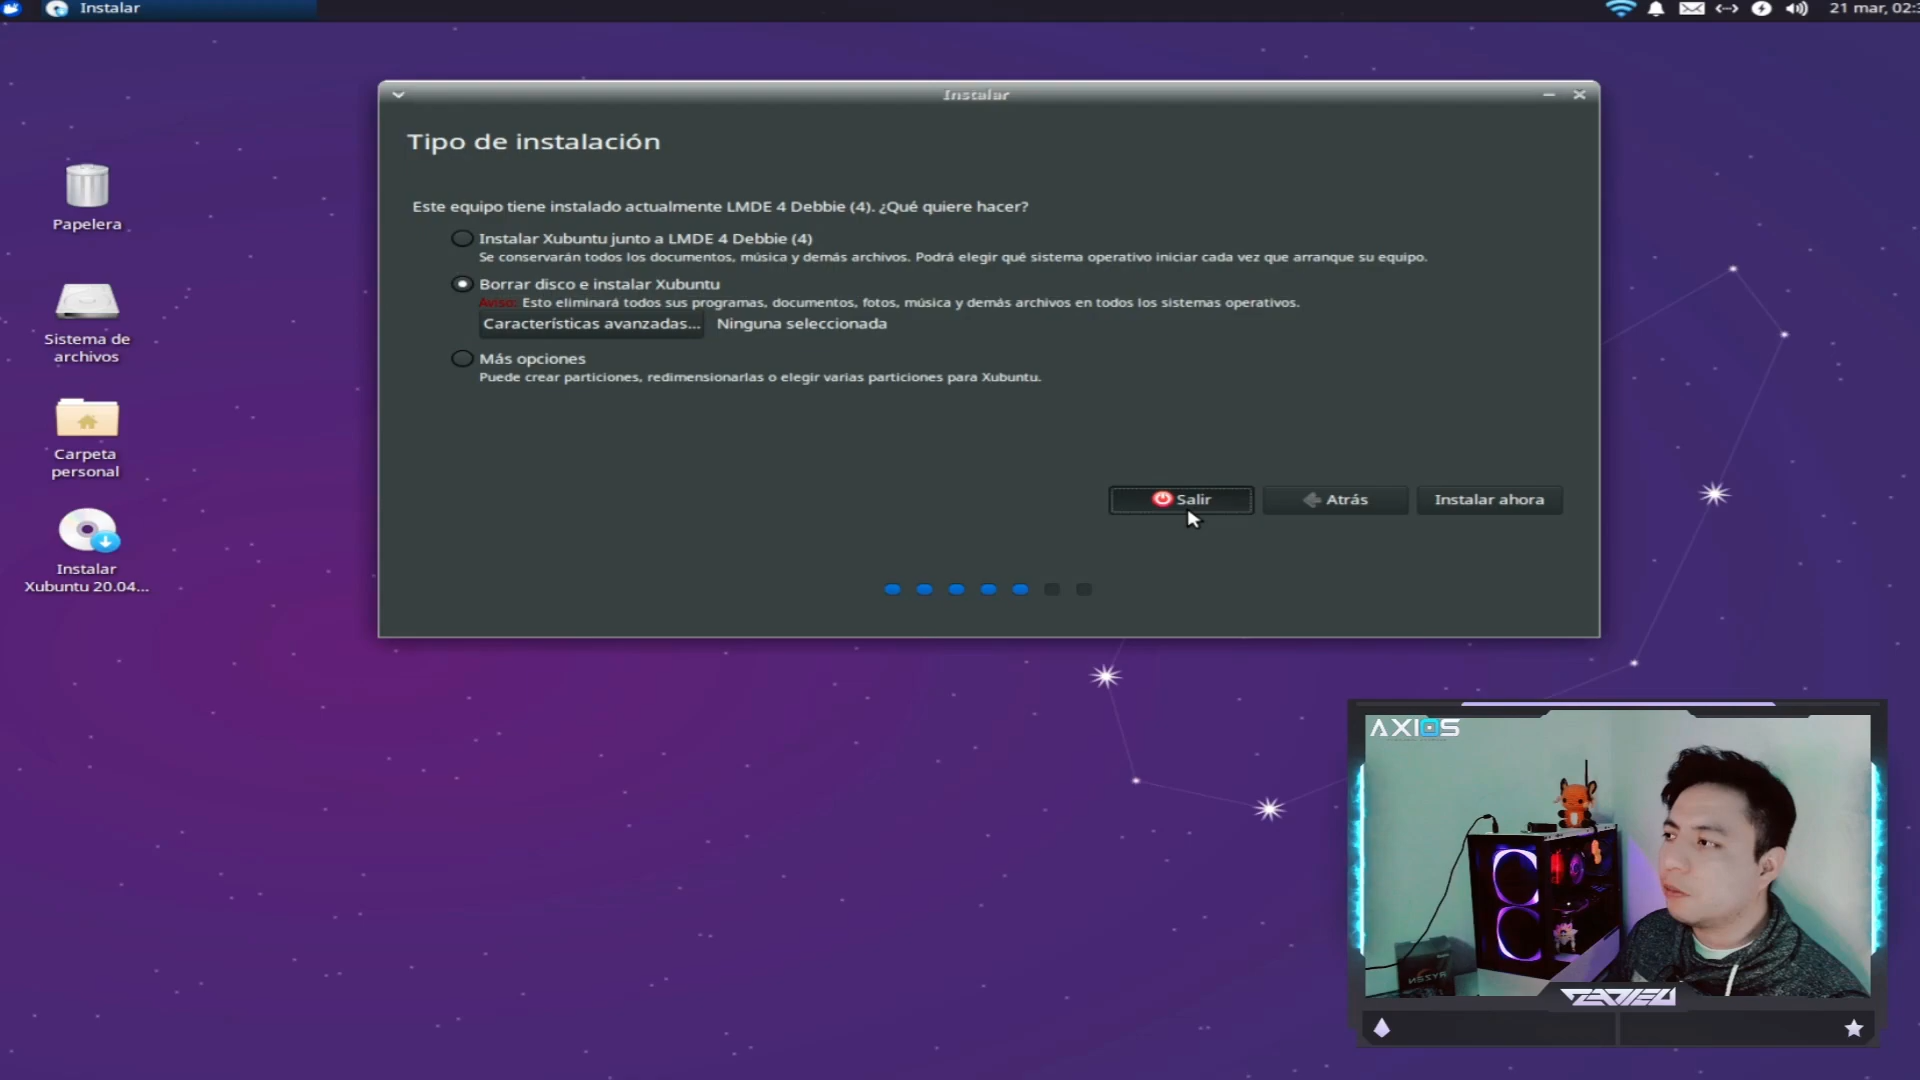 Instalar
21 mar, 02:3
Instalar
Tipo de instalación
Este equipo tiene instalado actualmente LMDE 4 Debbie (4). ¿Qué quiere hacer?
Instalar Xubuntu junto a LMDE 4 Debbie (4)
Se conservarán todos los documentos, música y demás archivos. Podrá elegir qué sistema operativo iniciar cada vez que arranque su equipo.
Borrar disco e instalar Xubuntu
Aviso: Esto eliminará todos sus programas, documentos, fotos, música y demás archivos en todos los sistemas operativos.
Características avanzadas... Ninguna seleccionada
Más opciones
Puede crear particiones, redimensionarlas o elegir varias particiones para Xubuntu.
Salir
Atrás
Instalar ahora
Papelera
Sistema de
archivos
Carpeta
personal
Instalar
Xubuntu 20.04...
AXIOS
RYZEN